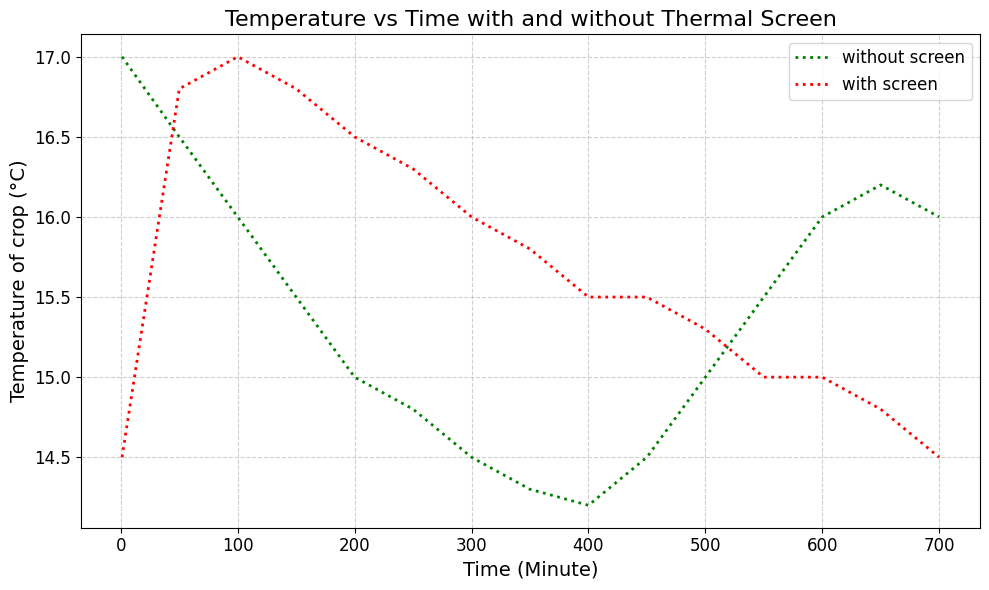 Temperature vs Time with and without Thermal Screen
without screen
with screen
Temperature of crop (°C)
17.0
16.5
16.0
15.5
15.0
14.5
0 100 200 300 400 500 600 700
Time (Minute)